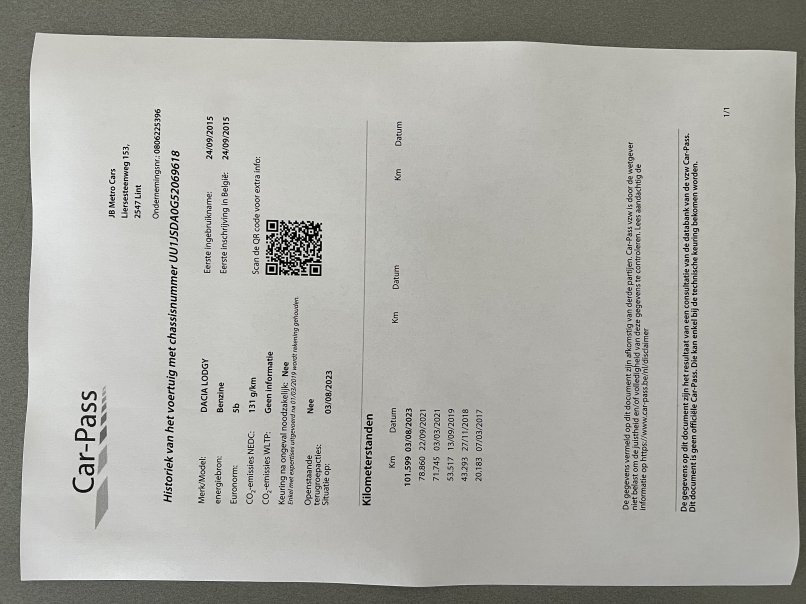 Car-Pass
JB Metro Cars
Liersesteenweg 153,
2547 Lint
Ondernemingsnr.: 0806225396
Historiek van het voertuig met chassisnummer UU1JSDA0G52069618
Merk/Model: DACIA LODGY
energiebron: Benzine
Euronorm: 5b
CO2-emissies NEDC: 131 g/km
CO2-emissies WLTP: Geen informatie
Keuring na ongeval noodzakelijk: Nee
Enkel met expertises uitgevoerd na 01/03/2019 wordt rekening gehouden.
Openstaande
terugroepacties: Nee
Situatie op: 03/08/2023
Eerste ingebruikname: 24/09/2015
Eerste inschrijving in België: 24/09/2015
Scan de QR code voor extra info:
Kilometerstanden
Km Datum Km Datum Km Datum
101.599 03/08/2023
78.860 22/09/2021
71.745 03/03/2021
53.517 13/09/2019
43.293 27/11/2018
20.183 07/03/2017
De gegevens vermeld op dit document zijn afkomstig van derde partijen. Car-Pass vzw is door de wetgever
niet belast om de juistheid en/of volledigheid van deze gegevens te controleren. Lees aandachtig de
informatie op https://www.car-pass.be/nl/disclaimer
De gegevens op dit document zijn het resultaat van een consultatie van de databank van de vzw Car-Pass.
Dit document is geen officiële Car-Pass. Die kan enkel bij de technische keuring bekomen worden.
1/1